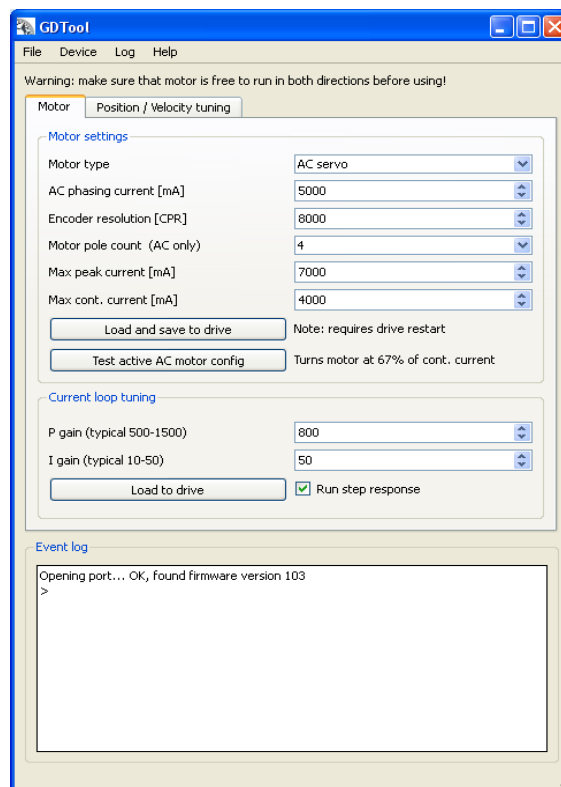 GDTool
File Device Log Help
Warning: make sure that motor is free to run in both directions before using!
Motor Position / Velocity tuning
Motor settings
Motor type AC servo
AC phasing current [mA] 5000
Encoder resolution [CPR] 8000
Motor pole count (AC only) 4
Max peak current [mA] 7000
Max cont. current [mA] 4000
Load and save to drive Note: requires drive restart
Test active AC motor config Turns motor at 67% of cont. current
Current loop tuning
P gain (typical 500-1500) 800
I gain (typical 10-50) 50
Load to drive Run step response
Event log
Opening port... OK, found firmware version 103
>